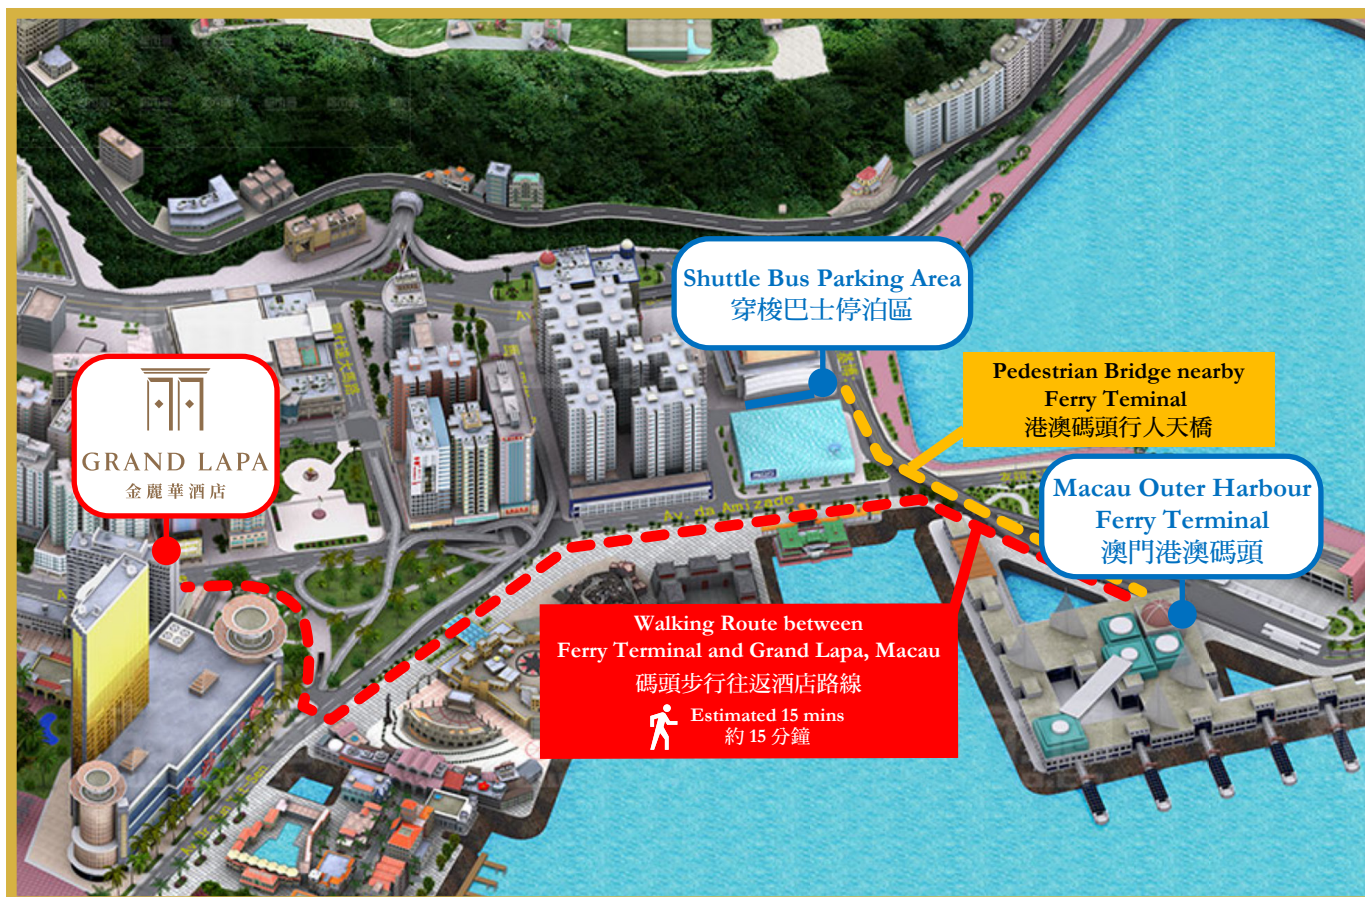 Shuttle Bus Parking Area
穿梭巴士停泊區
Pedestrian Bridge nearby
Ferry Teminal
港澳碼頭行人天橋
GRAND LAPA
金麗華酒店
Macau Outer Harbour
Ferry Terminal
澳門港澳碼頭
Av. da Amizade
Walking Route between
Ferry Terminal and Grand Lapa, Macau
碼頭步行往返酒店路線
Estimated 15 mins
約 15 分鐘